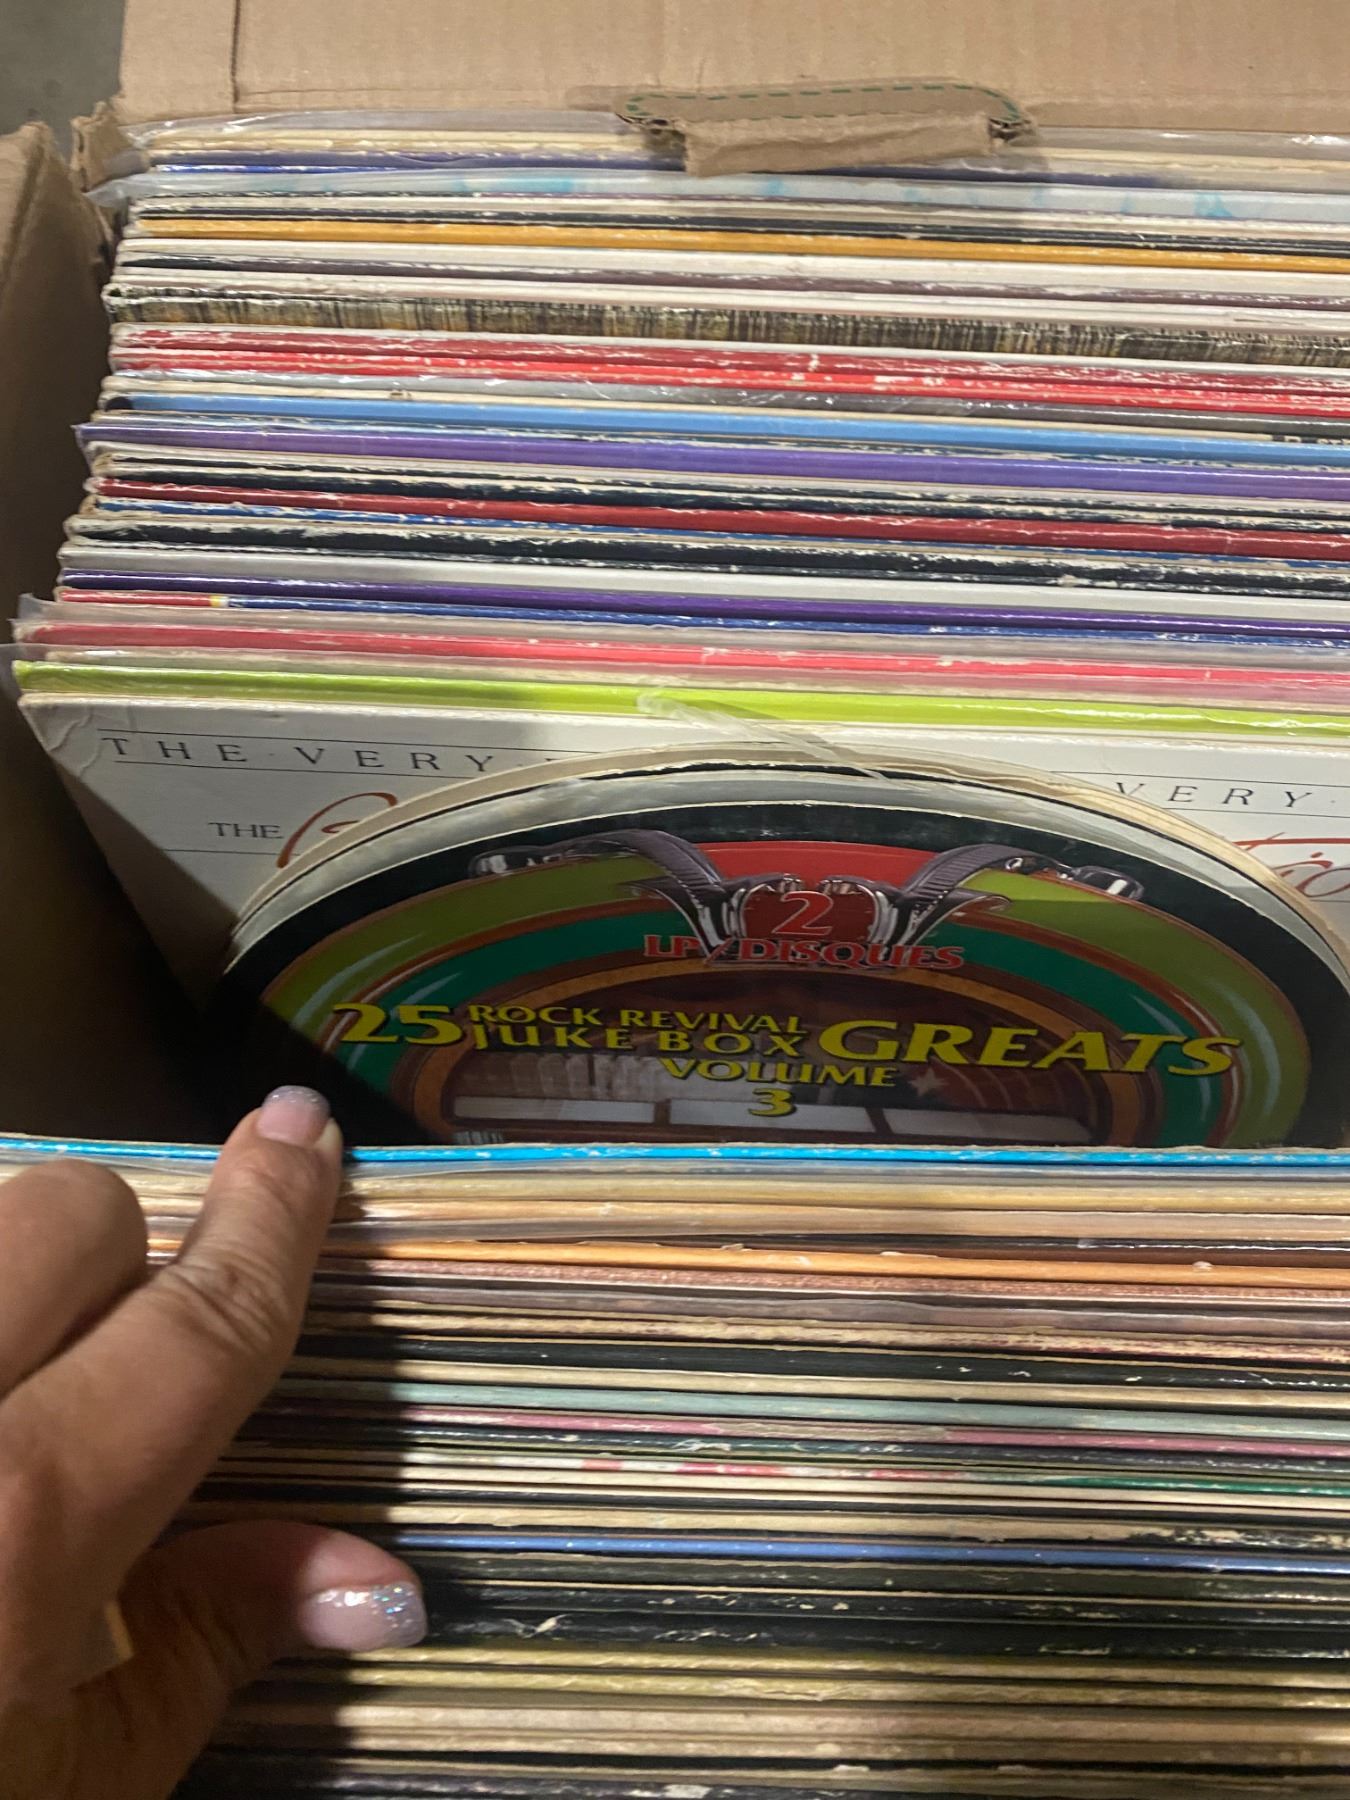 THE·VERY
VERY·
THE
2
LP/DISQUES
25 ROCK REVIVAL
JUKE BOX GREATS
VOLUME
3